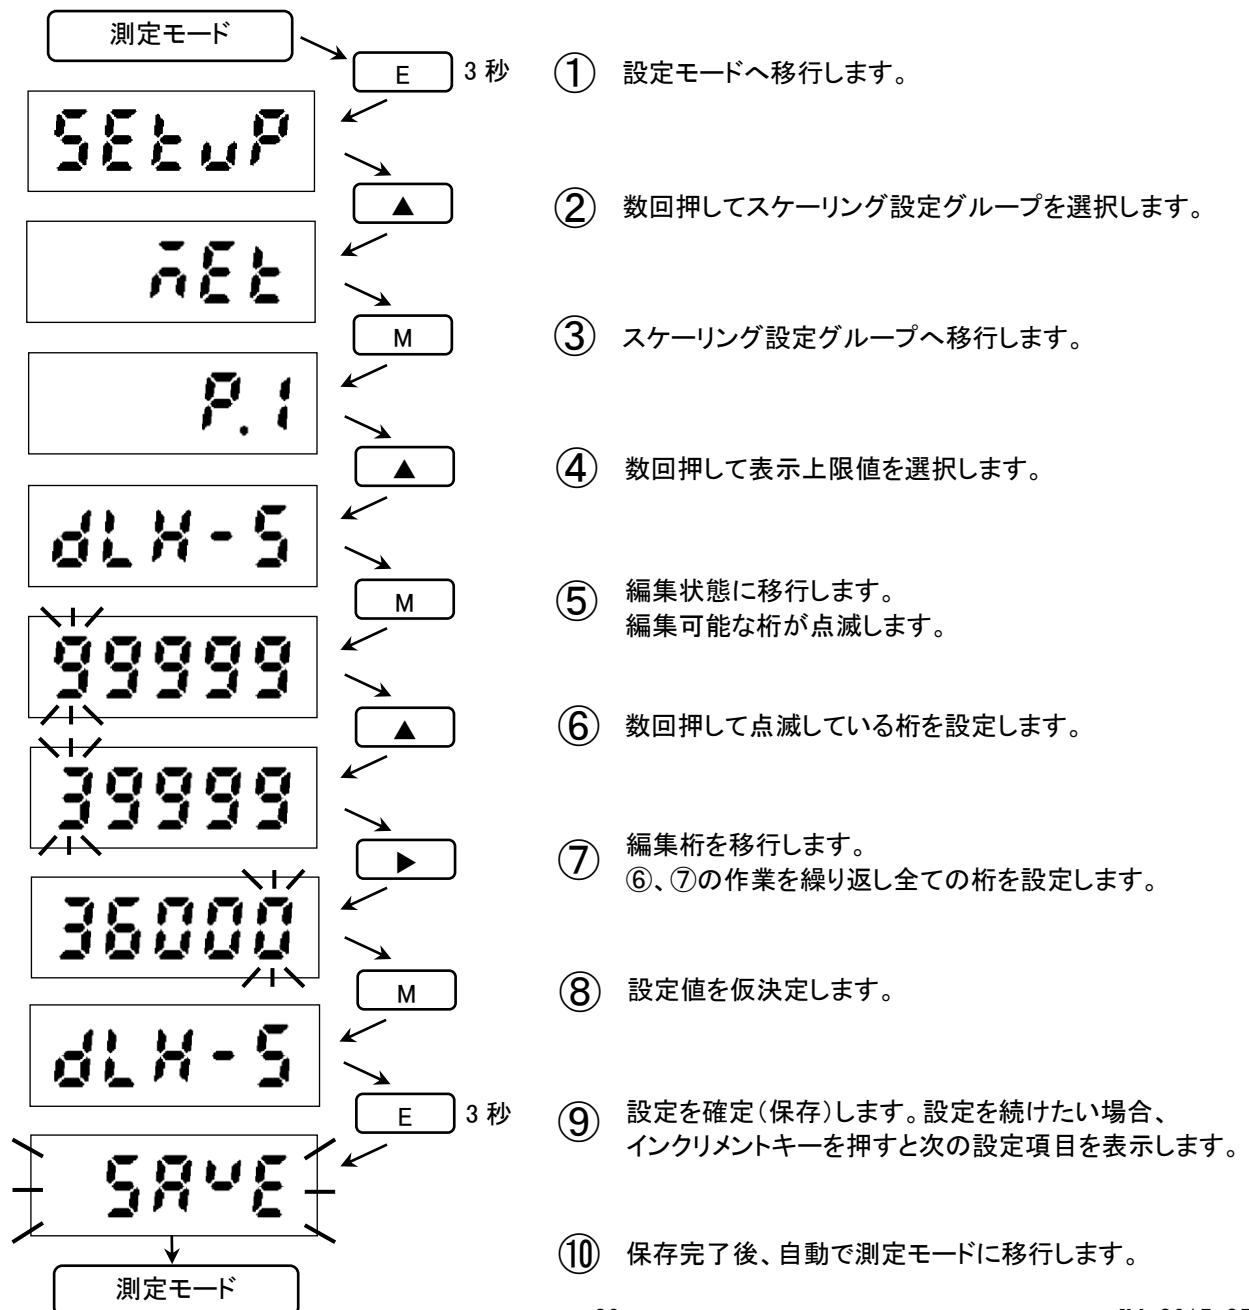 測定モード
E 3秒 ① 設定モードへ移行します。
SEtuP
▲ ② 数回押してスケーリング設定グループを選択します。
mEt
M ③ スケーリング設定グループへ移行します。
P.1
▲ ④ 数回押して表示上限値を選択します。
dLH-S
M ⑤ 編集状態に移行します。
編集可能な桁が点滅します。
99999
▲ ⑥ 数回押して点滅している桁を設定します。
39999
▶ ⑦ 編集桁を移行します。
⑥、⑦の作業を繰り返し全ての桁を設定します。
36000
M ⑧ 設定値を仮決定します。
dLH-S
E 3秒 ⑨ 設定を確定(保存)します。設定を続けたい場合、
インクリメントキーを押すと次の設定項目を表示します。
SAvE
⑩ 保存完了後、自動で測定モードに移行します。
測定モード